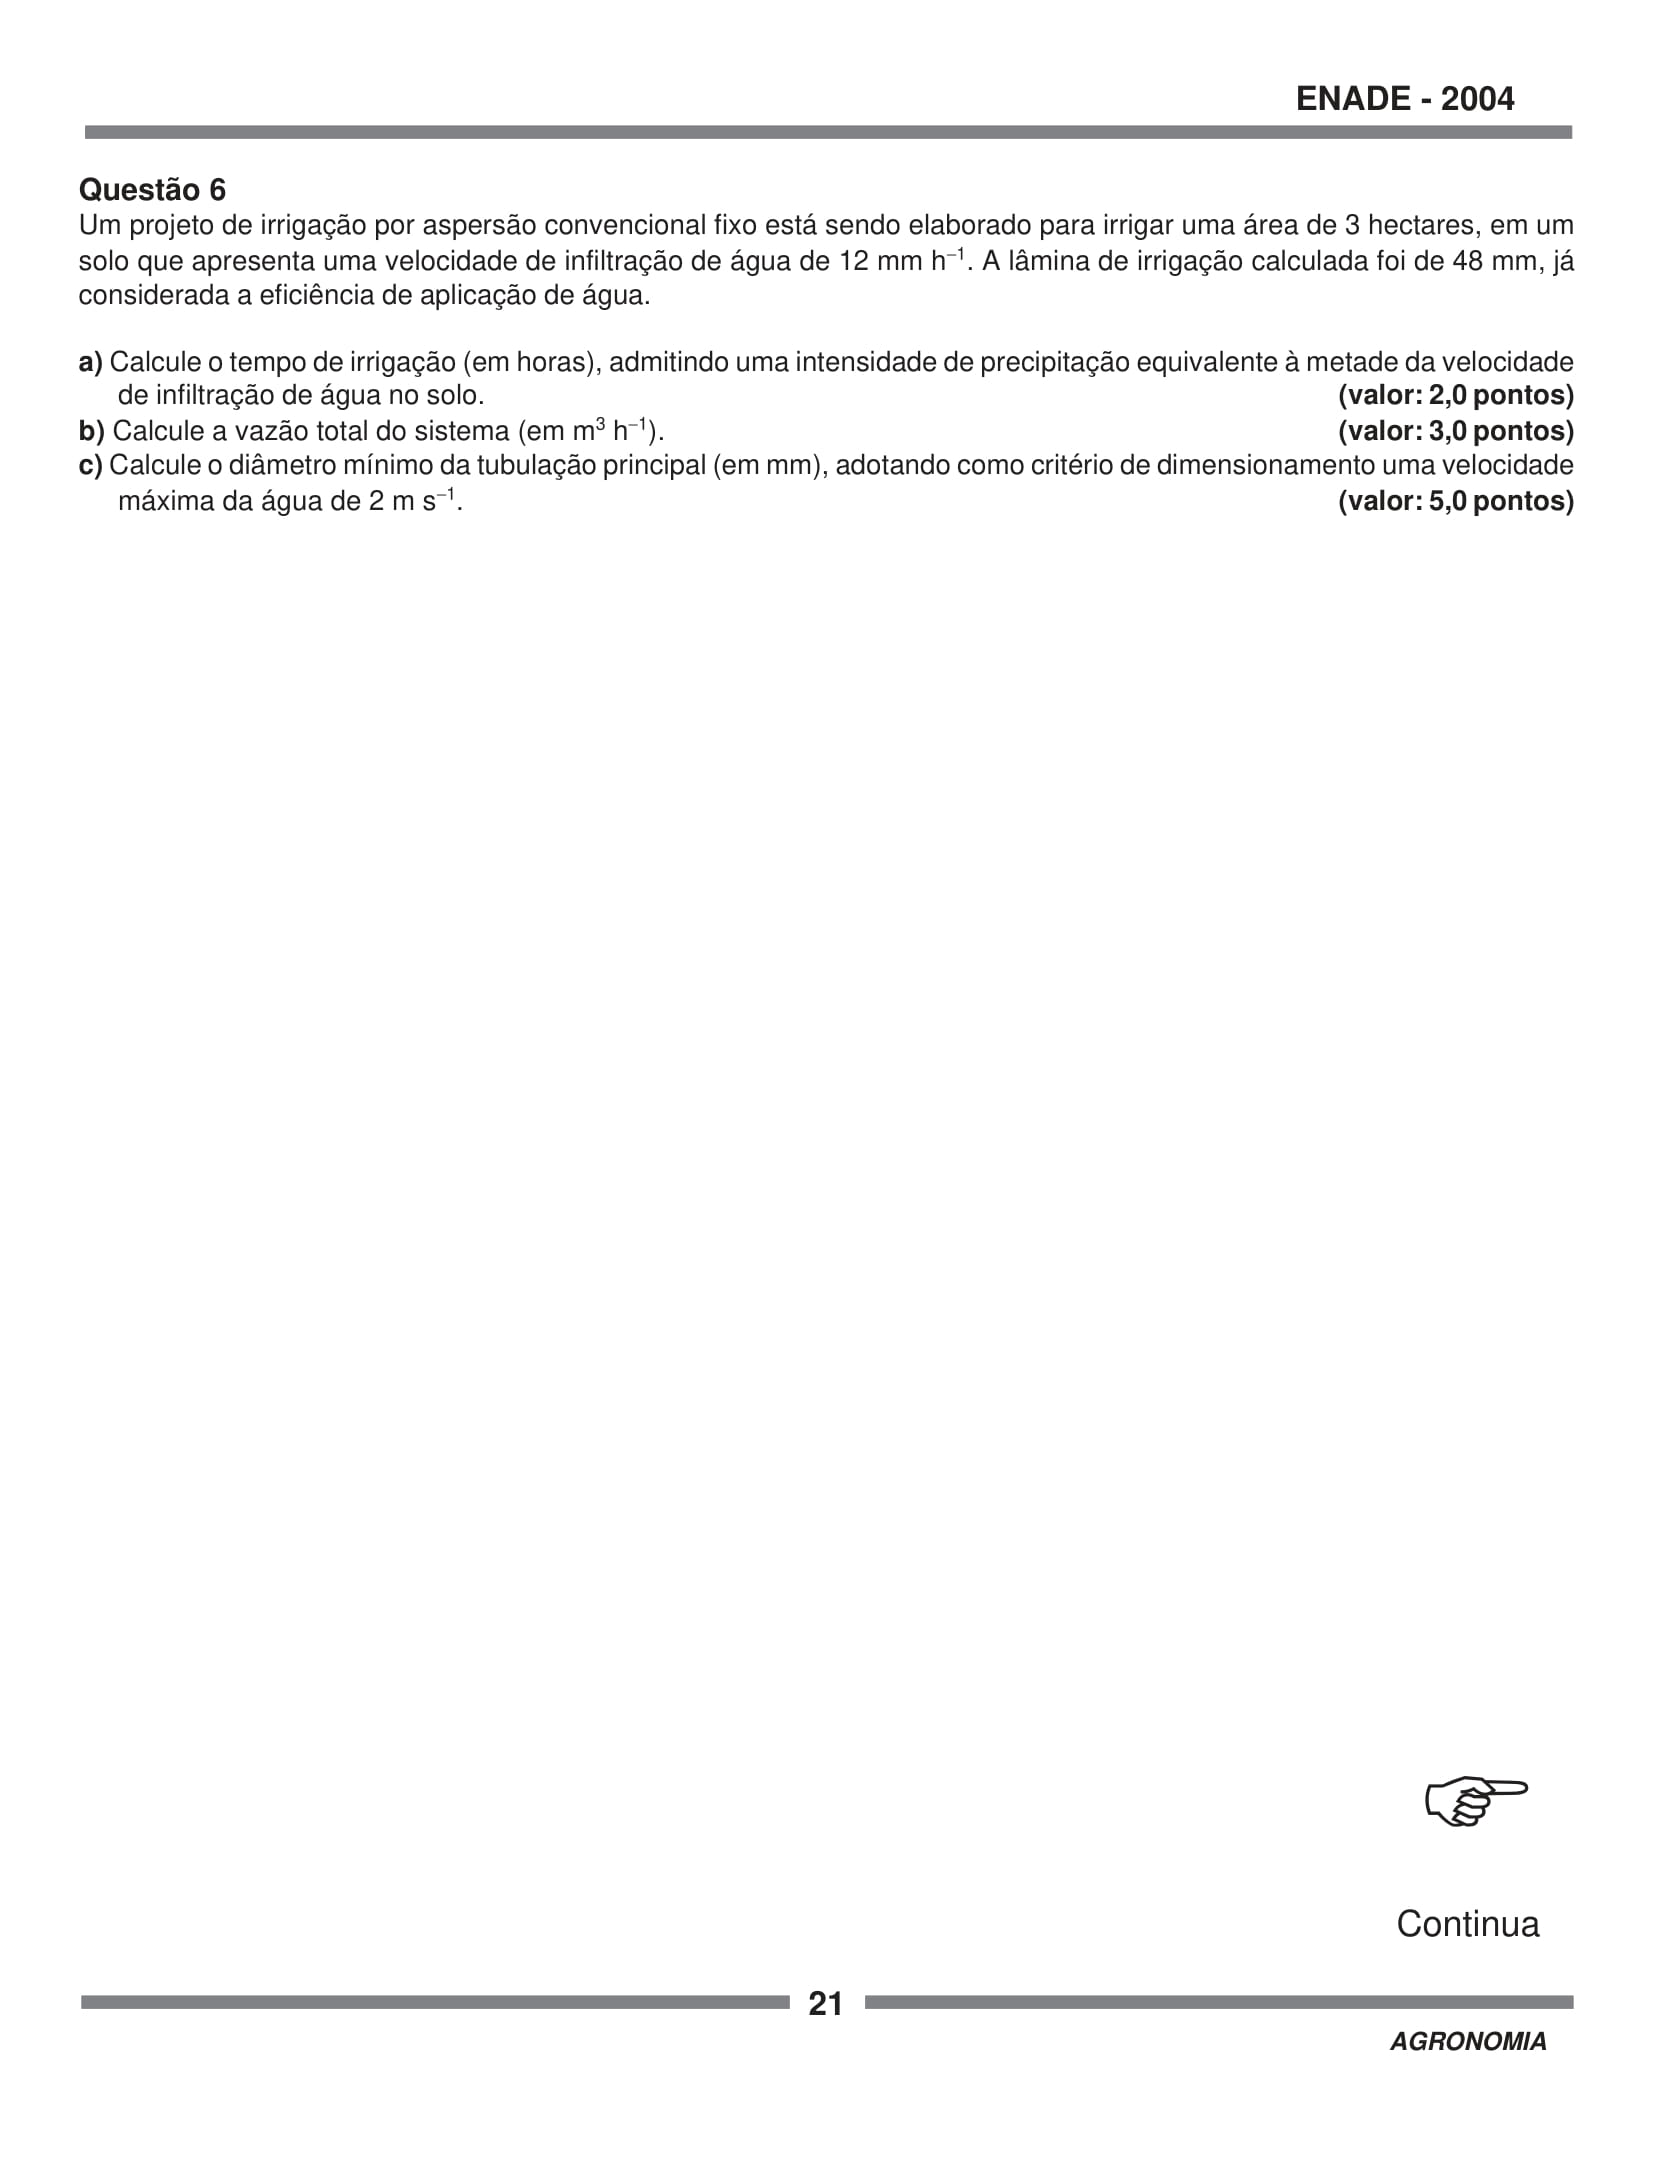 ENADE - 2004
Questão 6
Um projeto de irrigação por aspersão convencional fixo está sendo elaborado para irrigar uma área de 3 hectares, em um
solo que apresenta uma velocidade de infiltração de água de 12 mm h⁻¹. A lâmina de irrigação calculada foi de 48 mm, já
considerada a eficiência de aplicação de água.
a) Calcule o tempo de irrigação (em horas), admitindo uma intensidade de precipitação equivalente à metade da velocidade
de infiltração de água no solo. (valor: 2,0 pontos)
b) Calcule a vazão total do sistema (em m³ h⁻¹). (valor: 3,0 pontos)
c) Calcule o diâmetro mínimo da tubulação principal (em mm), adotando como critério de dimensionamento uma velocidade
máxima da água de 2 m s⁻¹. (valor: 5,0 pontos)
Continua
21
AGRONOMIA